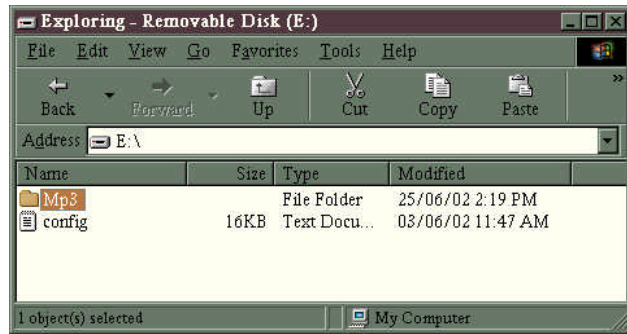 Exploring - Removable Disk (E:)
File Edit View Go Favorites Tools Help
Back Forward Up Cut Copy Paste »
Address E:\
Name Size Type Modified
Mp3 File Folder 25/06/02 2:19 PM
config 16KB Text Docu... 03/06/02 11:47 AM
1 object(s) selected My Computer